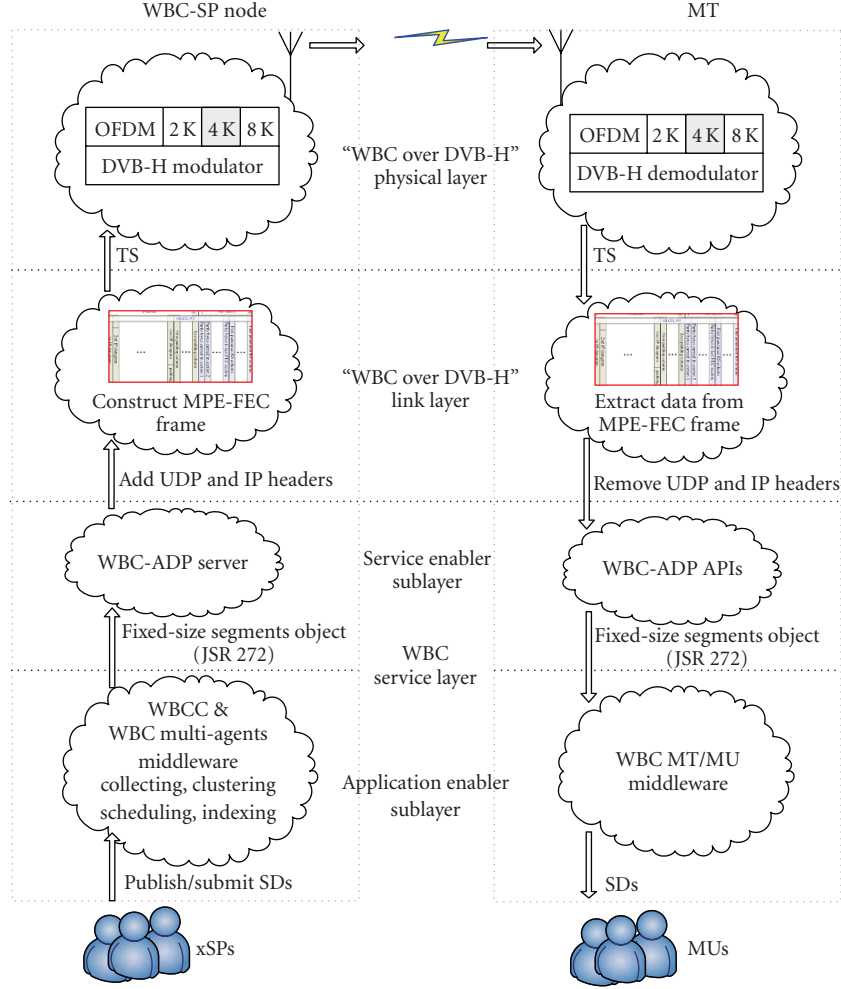 WBC-SP node
MT
OFDM 2 K 4 K 8 K
DVB-H modulator
"WBC over DVB-H"
physical layer
OFDM 2 K 4 K 8 K
DVB-H demodulator
TS
TS
Construct MPE-FEC
frame
"WBC over DVB-H"
link layer
Extract data from
MPE-FEC frame
Add UDP and IP headers
Remove UDP and IP headers
WBC-ADP server
Service enabler
sublayer
WBC-ADP APIs
Fixed-size segments object
(JSR 272)
WBC
service layer
Fixed-size segments object
(JSR 272)
WBCC &
WBC multi-agents
middleware
collecting, clustering
scheduling, indexing
Application enabler
sublayer
WBC MT/MU
middleware
Publish/submit SDs
SDs
xSPs
MUs